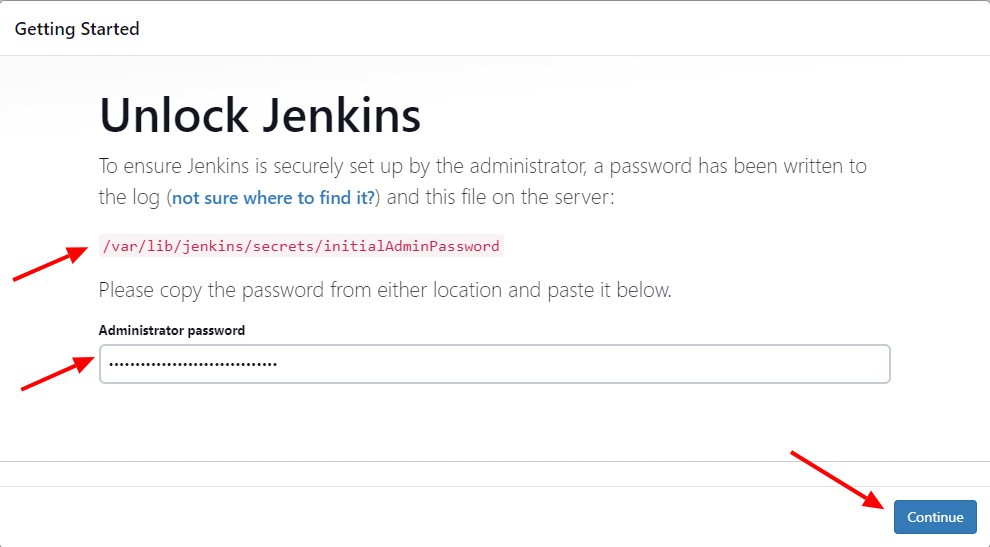 Getting Started
Unlock Jenkins
To ensure Jenkins is securely set up by the administrator, a password has been written to
the log (not sure where to find it?) and this file on the server:
/var/lib/jenkins/secrets/initialAdminPassword
Please copy the password from either location and paste it below.
Administrator password
••••••••••••••••••••••••••••••••
Continue